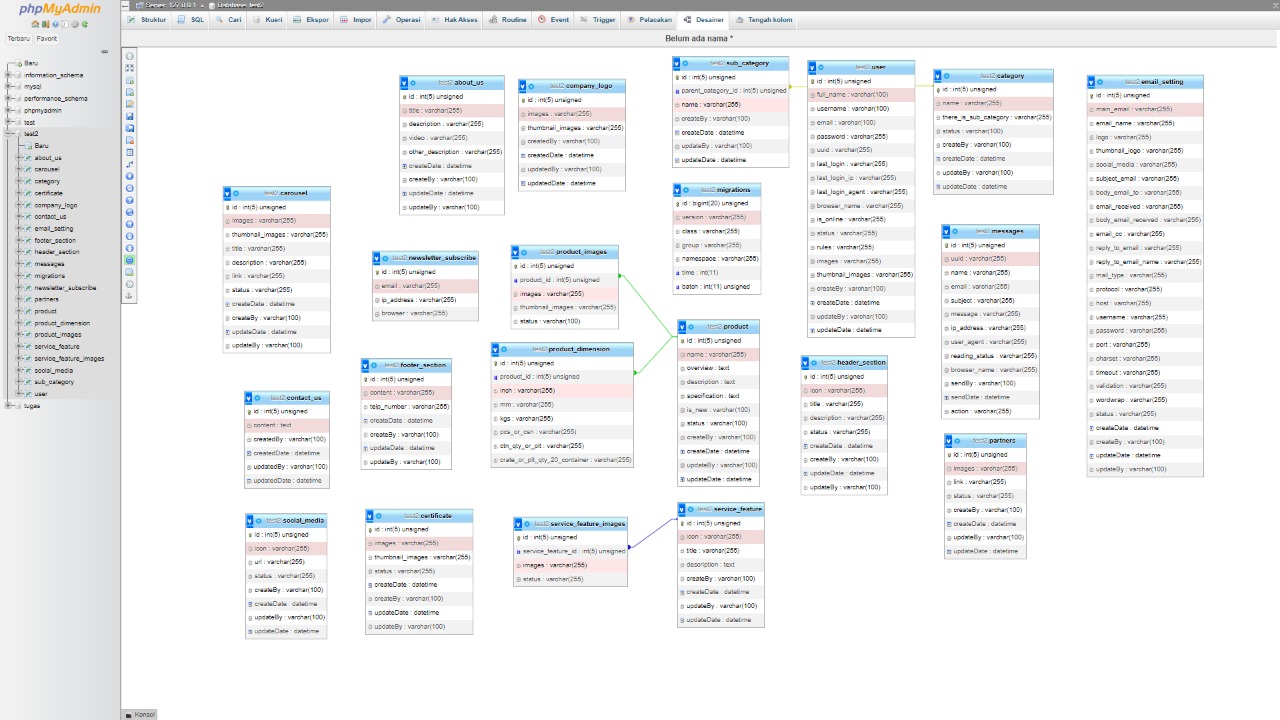 phpMyAdmin
Terbaru Favorit
Baru
information_schema
mysql
performance_schema
phpmyadmin
test
test2
Baru
about_us
carousel
category
certificate
company_logo
contact_us
email_setting
footer_section
header_section
messages
migrations
newsletter_subscribe
partners
product
product_dimension
product_images
service_feature
service_feature_images
social_media
sub_category
user
tugas
Server: 127.0.0.1 » Database: test2
Struktur SQL Cari Kueri Ekspor Impor Operasi Hak Akses Routine Event Trigger Pelacakan Desainer Tengah kolom
Belum ada nama *
test2 about_us
id : int(5) unsigned
title : varchar(255)
description : varchar(255)
video : varchar(255)
other_description : varchar(255)
createDate : datetime
createBy : varchar(100)
updateDate : datetime
updateBy : varchar(100)
test2 company_logo
id : int(5) unsigned
images : varchar(255)
thumbnail_images : varchar(255)
createdBy : varchar(100)
createdDate : datetime
updatedBy : varchar(100)
updatedDate : datetime
test2 sub_category
id : int(5) unsigned
parent_category_id : int(5) unsigned
name : varchar(255)
createBy : varchar(100)
createDate : datetime
updateBy : varchar(100)
updateDate : datetime
test2 user
id : int(5) unsigned
full_name : varchar(100)
username : varchar(100)
email : varchar(100)
password : varchar(255)
uuid : varchar(255)
last_login : varchar(255)
last_login_ip : varchar(255)
last_login_agent : varchar(255)
browser_name : varchar(255)
is_online : varchar(255)
status : varchar(255)
rules : varchar(255)
images : varchar(255)
thumbnail_images : varchar(255)
createBy : varchar(100)
createDate : datetime
updateBy : varchar(100)
updateDate : datetime
test2 category
id : int(5) unsigned
name : varchar(255)
there_is_sub_category : varchar(255)
status : varchar(100)
createBy : varchar(100)
createDate : datetime
updateBy : varchar(100)
updateDate : datetime
test2 email_setting
id : int(5) unsigned
main_email : varchar(255)
email_name : varchar(255)
logo : varchar(255)
thumbnail_logo : varchar(255)
social_media : varchar(255)
subject_email : varchar(255)
body_email_to : varchar(255)
email_received : varchar(255)
body_email_received : varchar(255)
email_cc : varchar(255)
reply_to_email : varchar(255)
reply_to_email_name : varchar(255)
mail_type : varchar(255)
protocol : varchar(255)
host : varchar(255)
username : varchar(255)
password : varchar(255)
port : varchar(255)
charset : varchar(255)
timeout : varchar(255)
validation : varchar(255)
wordwrap : varchar(255)
status : varchar(255)
createDate : datetime
createBy : varchar(100)
updateDate : datetime
updateBy : varchar(100)
test2 carousel
id : int(5) unsigned
images : varchar(255)
thumbnail_images : varchar(255)
title : varchar(255)
description : varchar(255)
link : varchar(255)
status : varchar(255)
createDate : datetime
createBy : varchar(100)
updateDate : datetime
updateBy : varchar(100)
test2 migrations
id : bigint(20) unsigned
version : varchar(255)
class : varchar(255)
group : varchar(255)
namespace : varchar(255)
time : int(11)
batch : int(11) unsigned
test2 newsletter_subscribe
id : int(5) unsigned
email : varchar(255)
ip_address : varchar(255)
browser : varchar(255)
test2 product_images
id : int(5) unsigned
product_id : int(5) unsigned
images : varchar(255)
thumbnail_images : varchar(255)
status : varchar(100)
test2 messages
id : int(5) unsigned
uuid : varchar(255)
name : varchar(255)
email : varchar(255)
subject : varchar(255)
message : varchar(255)
ip_address : varchar(255)
user_agent : varchar(255)
reading_status : varchar(255)
browser_name : varchar(255)
sendBy : varchar(100)
sendDate : datetime
action : varchar(255)
test2 product
id : int(5) unsigned
name : varchar(255)
overview : text
description : text
specification : text
is_new : varchar(100)
status : varchar(100)
createBy : varchar(100)
createDate : datetime
updateBy : varchar(100)
updateDate : datetime
test2 product_dimension
id : int(5) unsigned
product_id : int(5) unsigned
inch : varchar(255)
mm : varchar(255)
kgs : varchar(255)
pcs_or_csn : varchar(255)
ctn_qty_or_plt : varchar(255)
crate_or_plt_qty_20_container : varchar(255)
test2 footer_section
id : int(5) unsigned
content : varchar(255)
telp_number : varchar(255)
createDate : datetime
createBy : varchar(100)
updateDate : datetime
updateBy : varchar(100)
test2 header_section
id : int(5) unsigned
icon : varchar(255)
title : varchar(255)
description : varchar(255)
status : varchar(255)
createDate : datetime
createBy : varchar(100)
updateDate : datetime
updateBy : varchar(100)
test2 contact_us
id : int(5) unsigned
content : text
createdBy : varchar(100)
createdDate : datetime
updatedBy : varchar(100)
updatedDate : datetime
test2 partners
id : int(5) unsigned
images : varchar(255)
link : varchar(255)
status : varchar(255)
createBy : varchar(100)
createDate : datetime
updateBy : varchar(100)
updateDate : datetime
test2 social_media
id : int(5) unsigned
icon : varchar(255)
url : varchar(255)
status : varchar(255)
createBy : varchar(100)
createDate : datetime
updateBy : varchar(100)
updateDate : datetime
test2 certificate
id : int(5) unsigned
images : varchar(255)
thumbnail_images : varchar(255)
status : varchar(255)
createDate : datetime
createBy : varchar(100)
updateDate : datetime
updateBy : varchar(100)
test2 service_feature_images
id : int(5) unsigned
service_feature_id : int(5) unsigned
images : varchar(255)
status : varchar(255)
test2 service_feature
id : int(5) unsigned
icon : varchar(255)
title : varchar(255)
description : text
createBy : varchar(100)
createDate : datetime
updateBy : varchar(100)
updateDate : datetime
Konsol